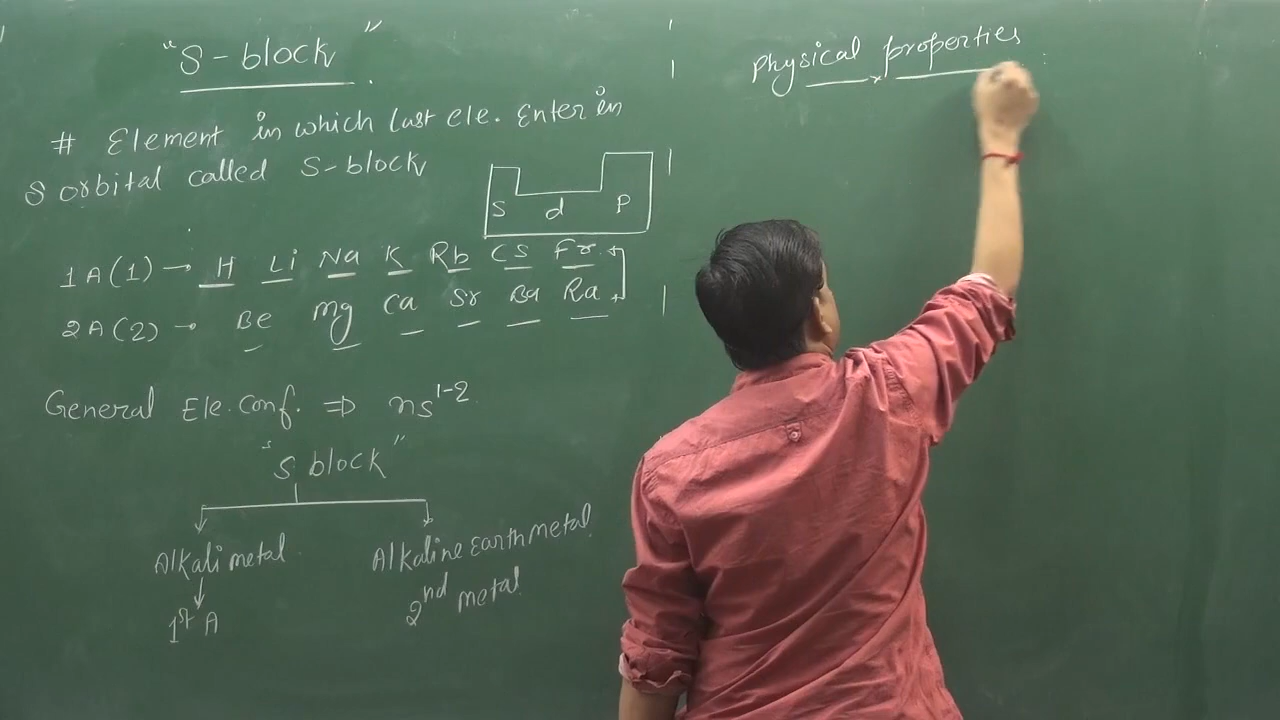 "S-block".
# Element in which last ele. Enter in
S orbital called S-block
S d P
1A(1) → H Li Na K Rb Cs Fr
2A(2) → Be Mg Ca Sr Ba Ra
General Ele. Conf. ⇒ ns¹⁻²
"S block"
Alkali metal Alkaline earth metal
1st A 2nd metal
Physical properties